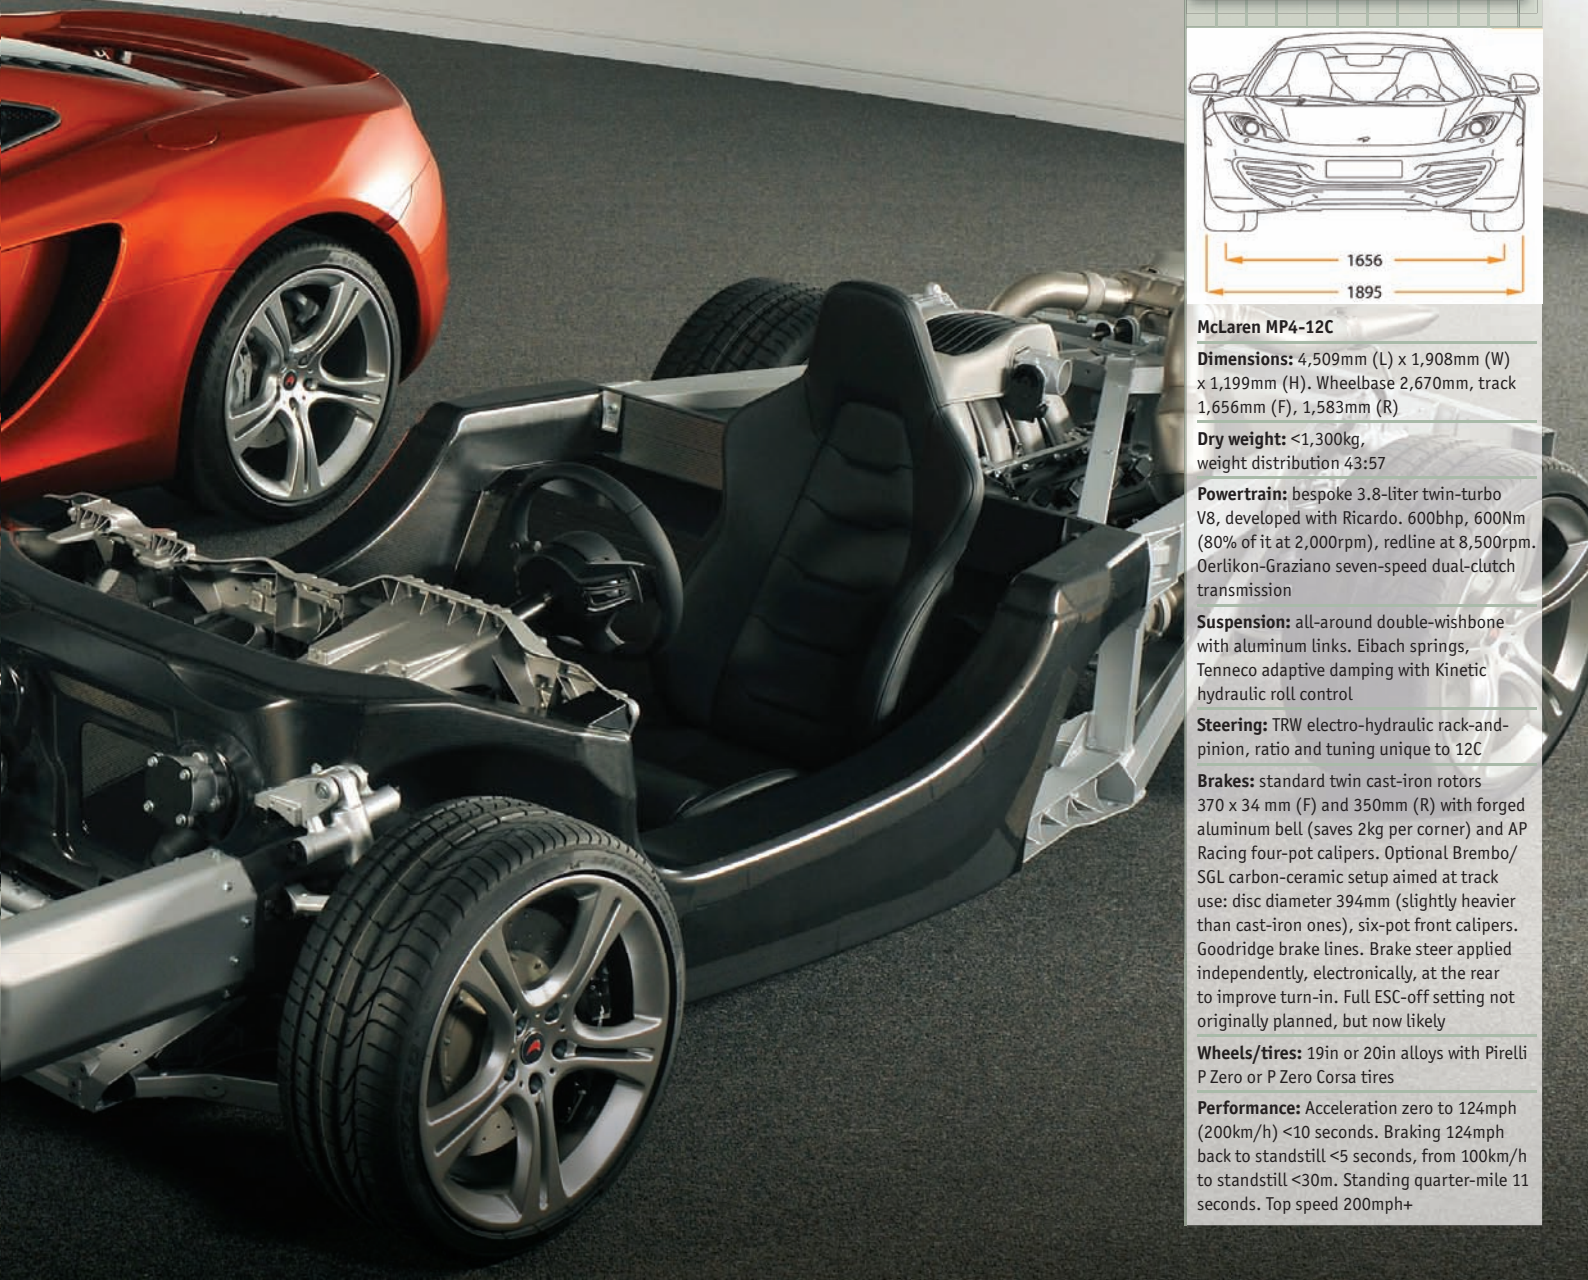 1656
1895
McLaren MP4-12C
Dimensions: 4,509mm (L) x 1,908mm (W)
x 1,199mm (H). Wheelbase 2,670mm, track
1,656mm (F), 1,583mm (R)
Dry weight: <1,300kg,
weight distribution 43:57
Powertrain: bespoke 3.8-liter twin-turbo
V8, developed with Ricardo. 600bhp, 600Nm
(80% of it at 2,000rpm), redline at 8,500rpm.
Oerlikon-Graziano seven-speed dual-clutch
transmission
Suspension: all-around double-wishbone
with aluminum links. Eibach springs,
Tenneco adaptive damping with Kinetic
hydraulic roll control
Steering: TRW electro-hydraulic rack-and-
pinion, ratio and tuning unique to 12C
Brakes: standard twin cast-iron rotors
370 x 34 mm (F) and 350mm (R) with forged
aluminum bell (saves 2kg per corner) and AP
Racing four-pot calipers. Optional Brembo/
SGL carbon-ceramic setup aimed at track
use: disc diameter 394mm (slightly heavier
than cast-iron ones), six-pot front calipers.
Goodridge brake lines. Brake steer applied
independently, electronically, at the rear
to improve turn-in. Full ESC-off setting not
originally planned, but now likely
Wheels/tires: 19in or 20in alloys with Pirelli
P Zero or P Zero Corsa tires
Performance: Acceleration zero to 124mph
(200km/h) <10 seconds. Braking 124mph
back to standstill <5 seconds, from 100km/h
to standstill <30m. Standing quarter-mile 11
seconds. Top speed 200mph+